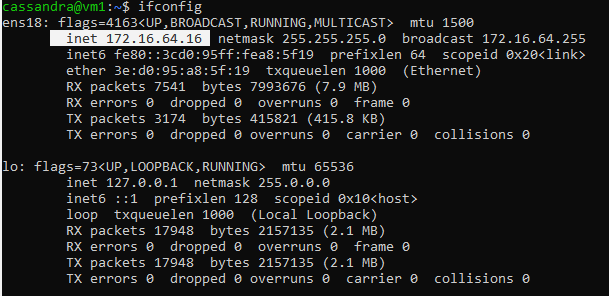 cassandra@vm1:~$ ifconfig
ens18: flags=4163<UP,BROADCAST,RUNNING,MULTICAST>  mtu 1500
        inet 172.16.64.16  netmask 255.255.255.0  broadcast 172.16.64.255
        inet6 fe80::3cd0:95ff:fea8:5f19  prefixlen 64  scopeid 0x20<link>
        ether 3e:d0:95:a8:5f:19  txqueuelen 1000  (Ethernet)
        RX packets 7541  bytes 7993676 (7.9 MB)
        RX errors 0  dropped 0  overruns 0  frame 0
        TX packets 3174  bytes 415821 (415.8 KB)
        TX errors 0  dropped 0 overruns 0  carrier 0  collisions 0

lo: flags=73<UP,LOOPBACK,RUNNING>  mtu 65536
        inet 127.0.0.1  netmask 255.0.0.0
        inet6 ::1  prefixlen 128  scopeid 0x10<host>
        loop  txqueuelen 1000  (Local Loopback)
        RX packets 17948  bytes 2157135 (2.1 MB)
        RX errors 0  dropped 0  overruns 0  frame 0
        TX packets 17948  bytes 2157135 (2.1 MB)
        TX errors 0  dropped 0 overruns 0  carrier 0  collisions 0